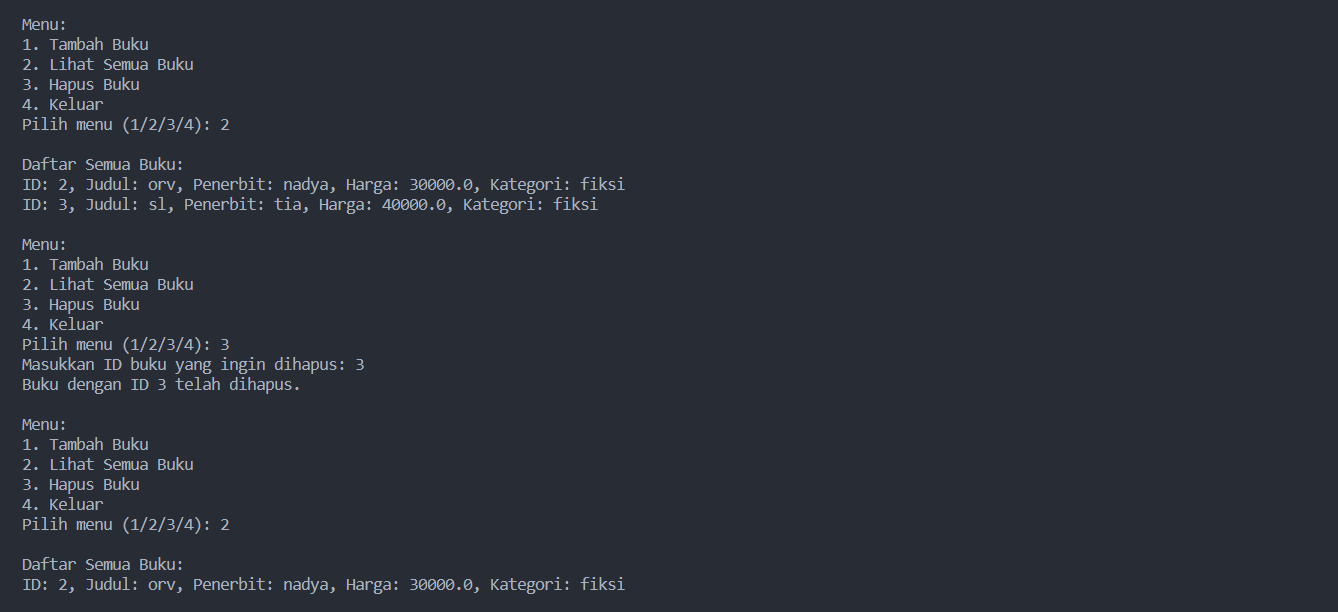 Menu:
1. Tambah Buku
2. Lihat Semua Buku
3. Hapus Buku
4. Keluar
Pilih menu (1/2/3/4): 2
Daftar Semua Buku:
ID: 2, Judul: orv, Penerbit: nadya, Harga: 30000.0, Kategori: fiksi
ID: 3, Judul: sl, Penerbit: tia, Harga: 40000.0, Kategori: fiksi
Menu:
1. Tambah Buku
2. Lihat Semua Buku
3. Hapus Buku
4. Keluar
Pilih menu (1/2/3/4): 3
Masukkan ID buku yang ingin dihapus: 3
Buku dengan ID 3 telah dihapus.
Menu:
1. Tambah Buku
2. Lihat Semua Buku
3. Hapus Buku
4. Keluar
Pilih menu (1/2/3/4): 2
Daftar Semua Buku:
ID: 2, Judul: orv, Penerbit: nadya, Harga: 30000.0, Kategori: fiksi